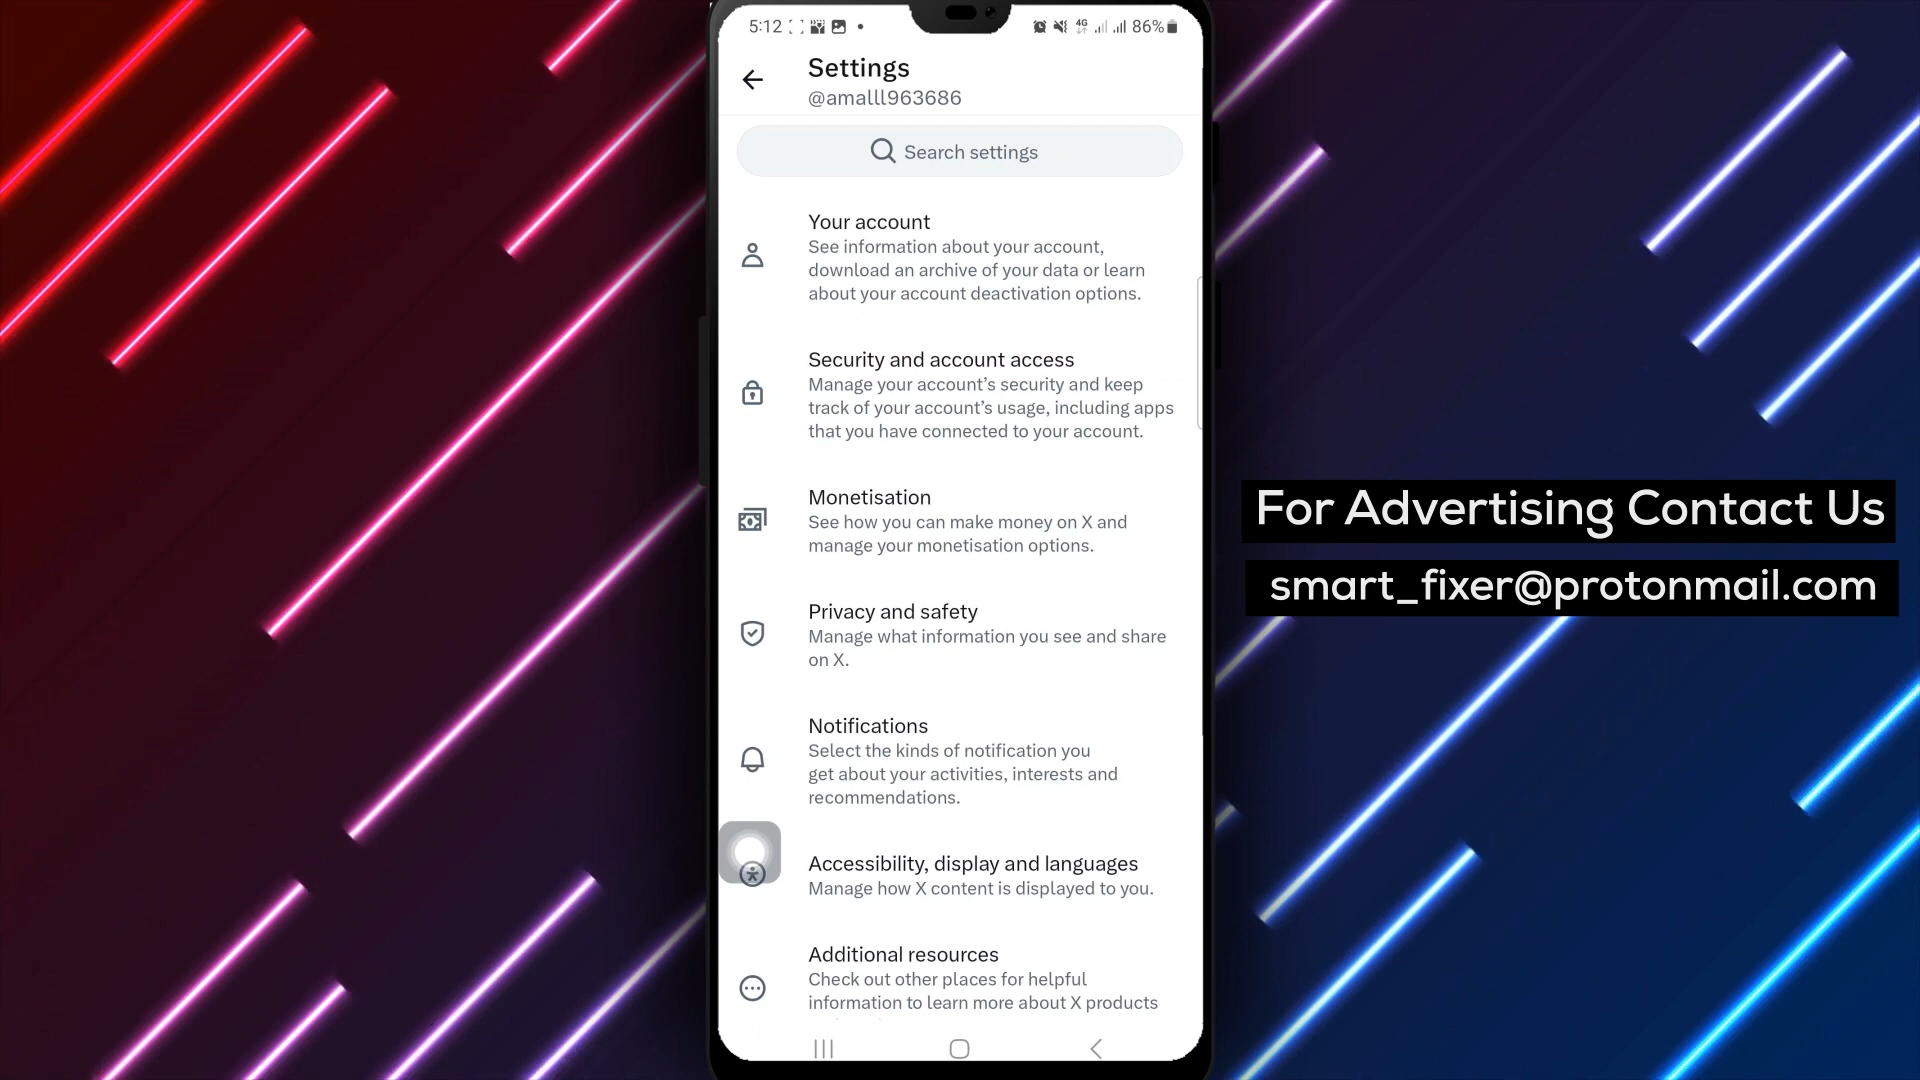 5:12
4G
86%
Settings
@amalll963686
Search settings
Your account
See information about your account,
download an archive of your data or learn
about your account deactivation options.
Security and account access
Manage your account's security and keep
track of your account's usage, including apps
that you have connected to your account.
Monetisation
See how you can make money on X and
manage your monetisation options.
Privacy and safety
Manage what information you see and share
on X.
Notifications
Select the kinds of notification you
get about your activities, interests and
recommendations.
Accessibility, display and languages
Manage how X content is displayed to you.
Additional resources
Check out other places for helpful
information to learn more about X products
For Advertising Contact Us
smart_fixer@protonmail.com